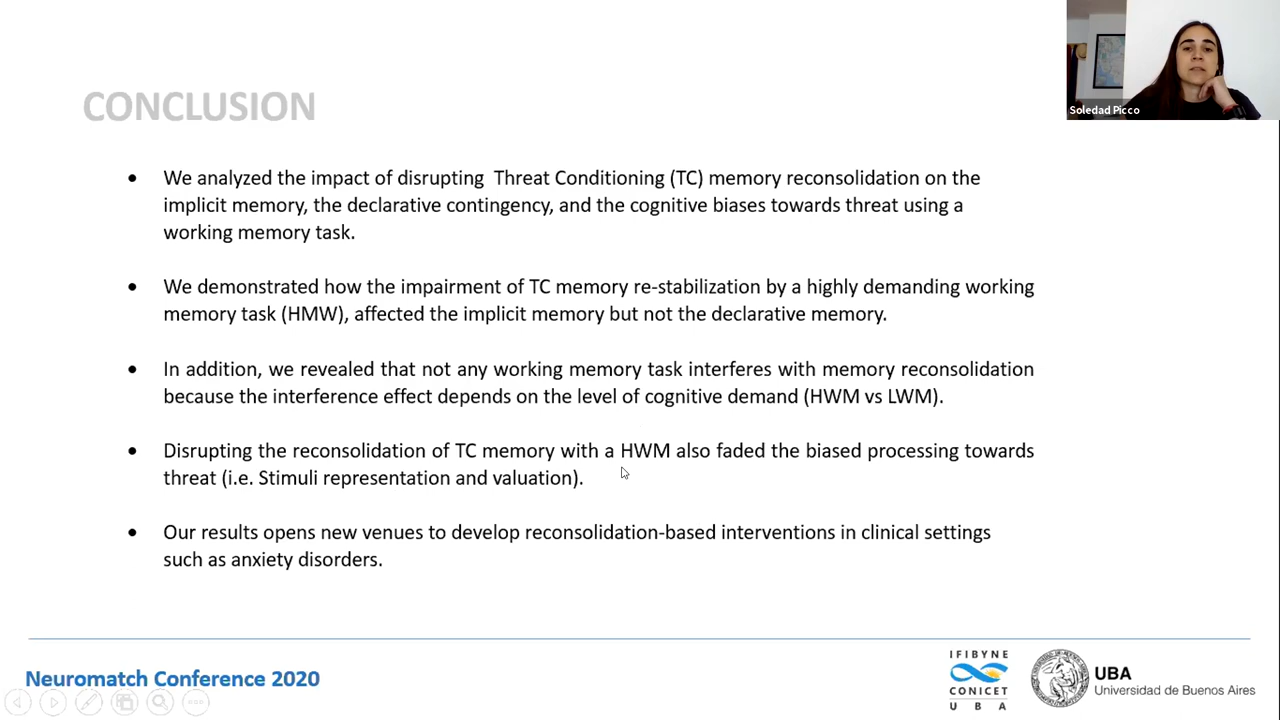 Soledad Picco
CONCLUSION
• We analyzed the impact of disrupting Threat Conditioning (TC) memory reconsolidation on the
implicit memory, the declarative contingency, and the cognitive biases towards threat using a
working memory task.
• We demonstrated how the impairment of TC memory re-stabilization by a highly demanding working
memory task (HMW), affected the implicit memory but not the declarative memory.
• In addition, we revealed that not any working memory task interferes with memory reconsolidation
because the interference effect depends on the level of cognitive demand (HWM vs LWM).
• Disrupting the reconsolidation of TC memory with a HWM also faded the biased processing towards
threat (i.e. Stimuli representation and valuation).
• Our results opens new venues to develop reconsolidation-based interventions in clinical settings
such as anxiety disorders.
Neuromatch Conference 2020
IFIBYNE
CONICET
UBA
UBA
Universidad de Buenos Aires